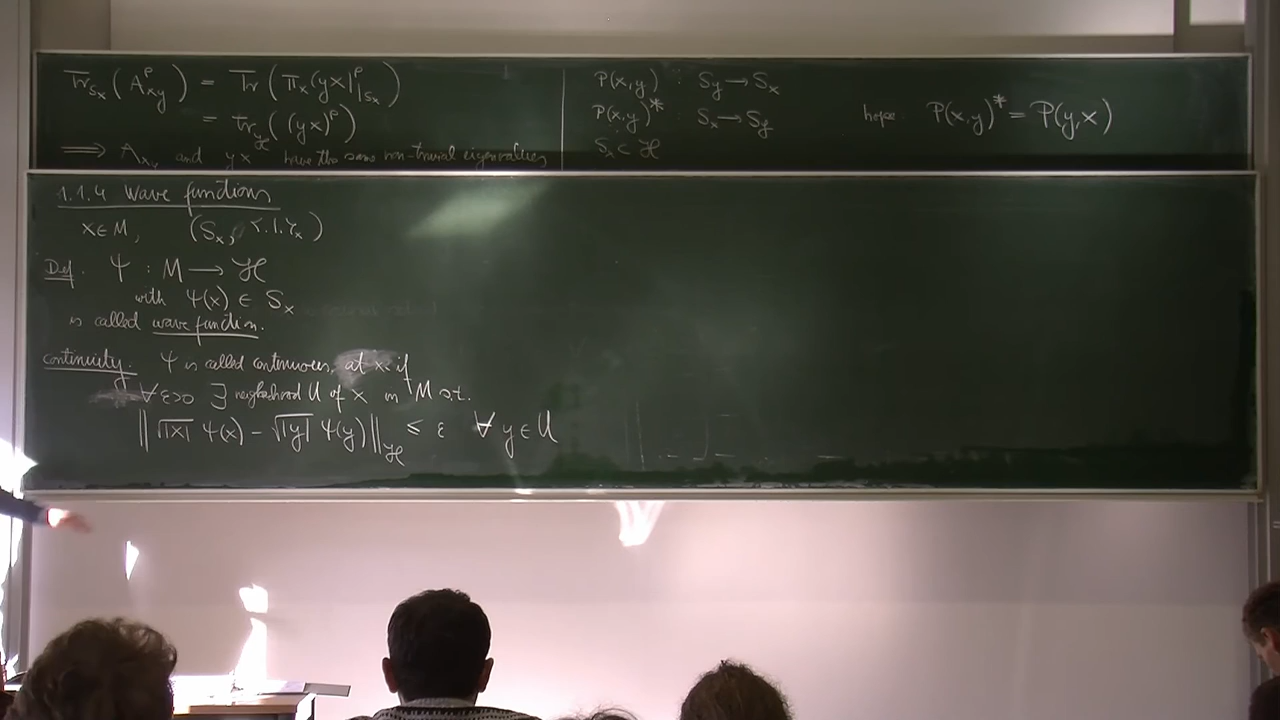 Tr_{S_x}(A_{xy}^p) = Tr(π_x(yx)^p|_{S_x})
= tr_ℋ((yx)^p)
⟹ A_{xy} and yx have the same non-trivial eigenvalues
P(x,y) : S_y → S_x
P(x,y)* : S_x → S_y
S_x ⊂ ℋ
hope: P(x,y)* = P(y,x)
1.1.4 Wave functions
x ∈ M, (S_x, ≺.|.≻_x)
Def. ψ : M → ℋ
with ψ(x) ∈ S_x
is called wave function.
continuity. ψ is called continuous, at x if
∀ ε>0 ∃ neighborhood U of x in M s.t.
‖ √|x| ψ(x) − √|y| ψ(y) ‖_ℋ ≤ ε ∀ y ∈ U